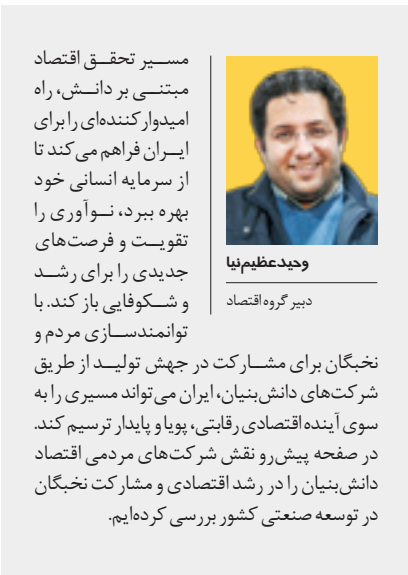 مسیر تحقق اقتصاد
مبتنی بر دانش، راه
امیدوارکننده‌ای را برای
ایران فراهم می‌کند تا
از سرمایه انسانی خود
بهره ببرد، نوآوری را
تقویت و فرصت‌های
جدیدی را برای رشد
و شکوفایی باز کند. با
توانمندسازی مردم و
وحید عظیم‌نیا
دبیر گروه اقتصاد
نخبگان برای مشارکت در جهش تولید از طریق
شرکت‌های دانش‌بنیان، ایران می‌تواند مسیری را به
سوی آینده اقتصادی رقابتی، پویا و پایدار ترسیم کند.
در صفحه پیش‌رو نقش شرکت‌های مردمی اقتصاد
دانش‌بنیان را در رشد اقتصادی و مشارکت نخبگان
در توسعه صنعتی کشور بررسی کرده‌ایم.